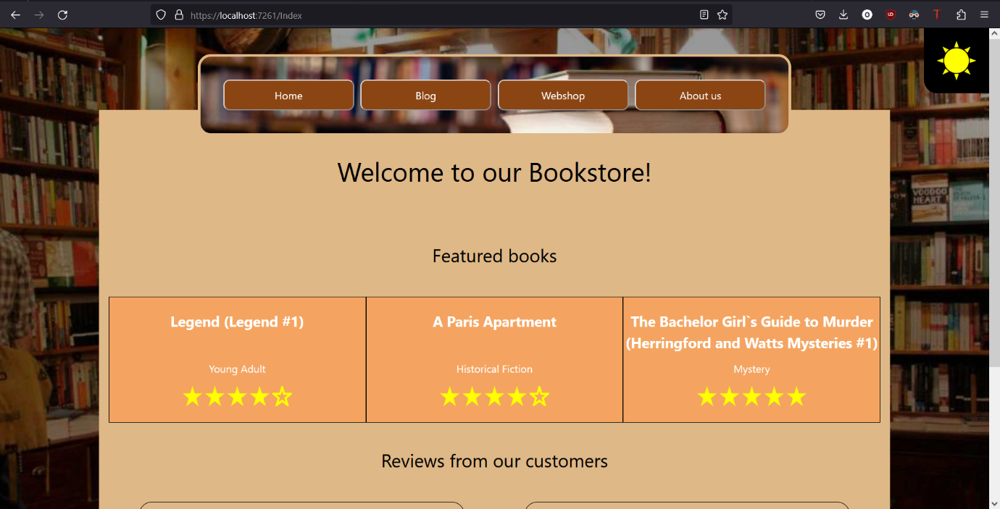 https://localhost:7261/Index
Home
Blog
Webshop
About us
Welcome to our Bookstore!
Featured books
Legend (Legend #1)
A Paris Apartment
The Bachelor Girl`s Guide to Murder
(Herringford and Watts Mysteries #1)
Young Adult
Historical Fiction
Mystery
Reviews from our customers
VOODOO
HEART